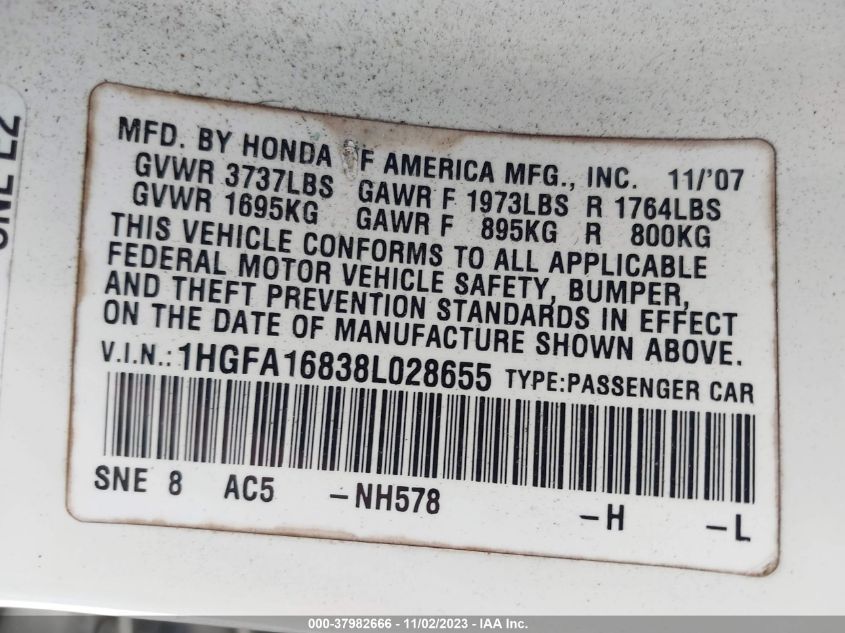 SNE E2
MFD. BY HONDA F AMERICA MFG., INC. 11/'07
GVWR 3737LBS GAWR F 1973LBS R 1764LBS
GVWR 1695KG GAWR F 895KG R 800KG
THIS VEHICLE CONFORMS TO ALL APPLICABLE
FEDERAL MOTOR VEHICLE SAFETY, BUMPER,
AND THEFT PREVENTION STANDARDS IN EFFECT
ON THE DATE OF MANUFACTURE SHOWN ABOVE.
V.I.N.: 1HGFA16838L028655 TYPE:PASSENGER CAR
SNE 8 AC5 -NH578 -H -L
000-37982666 - 11/02/2023 - IAA Inc.